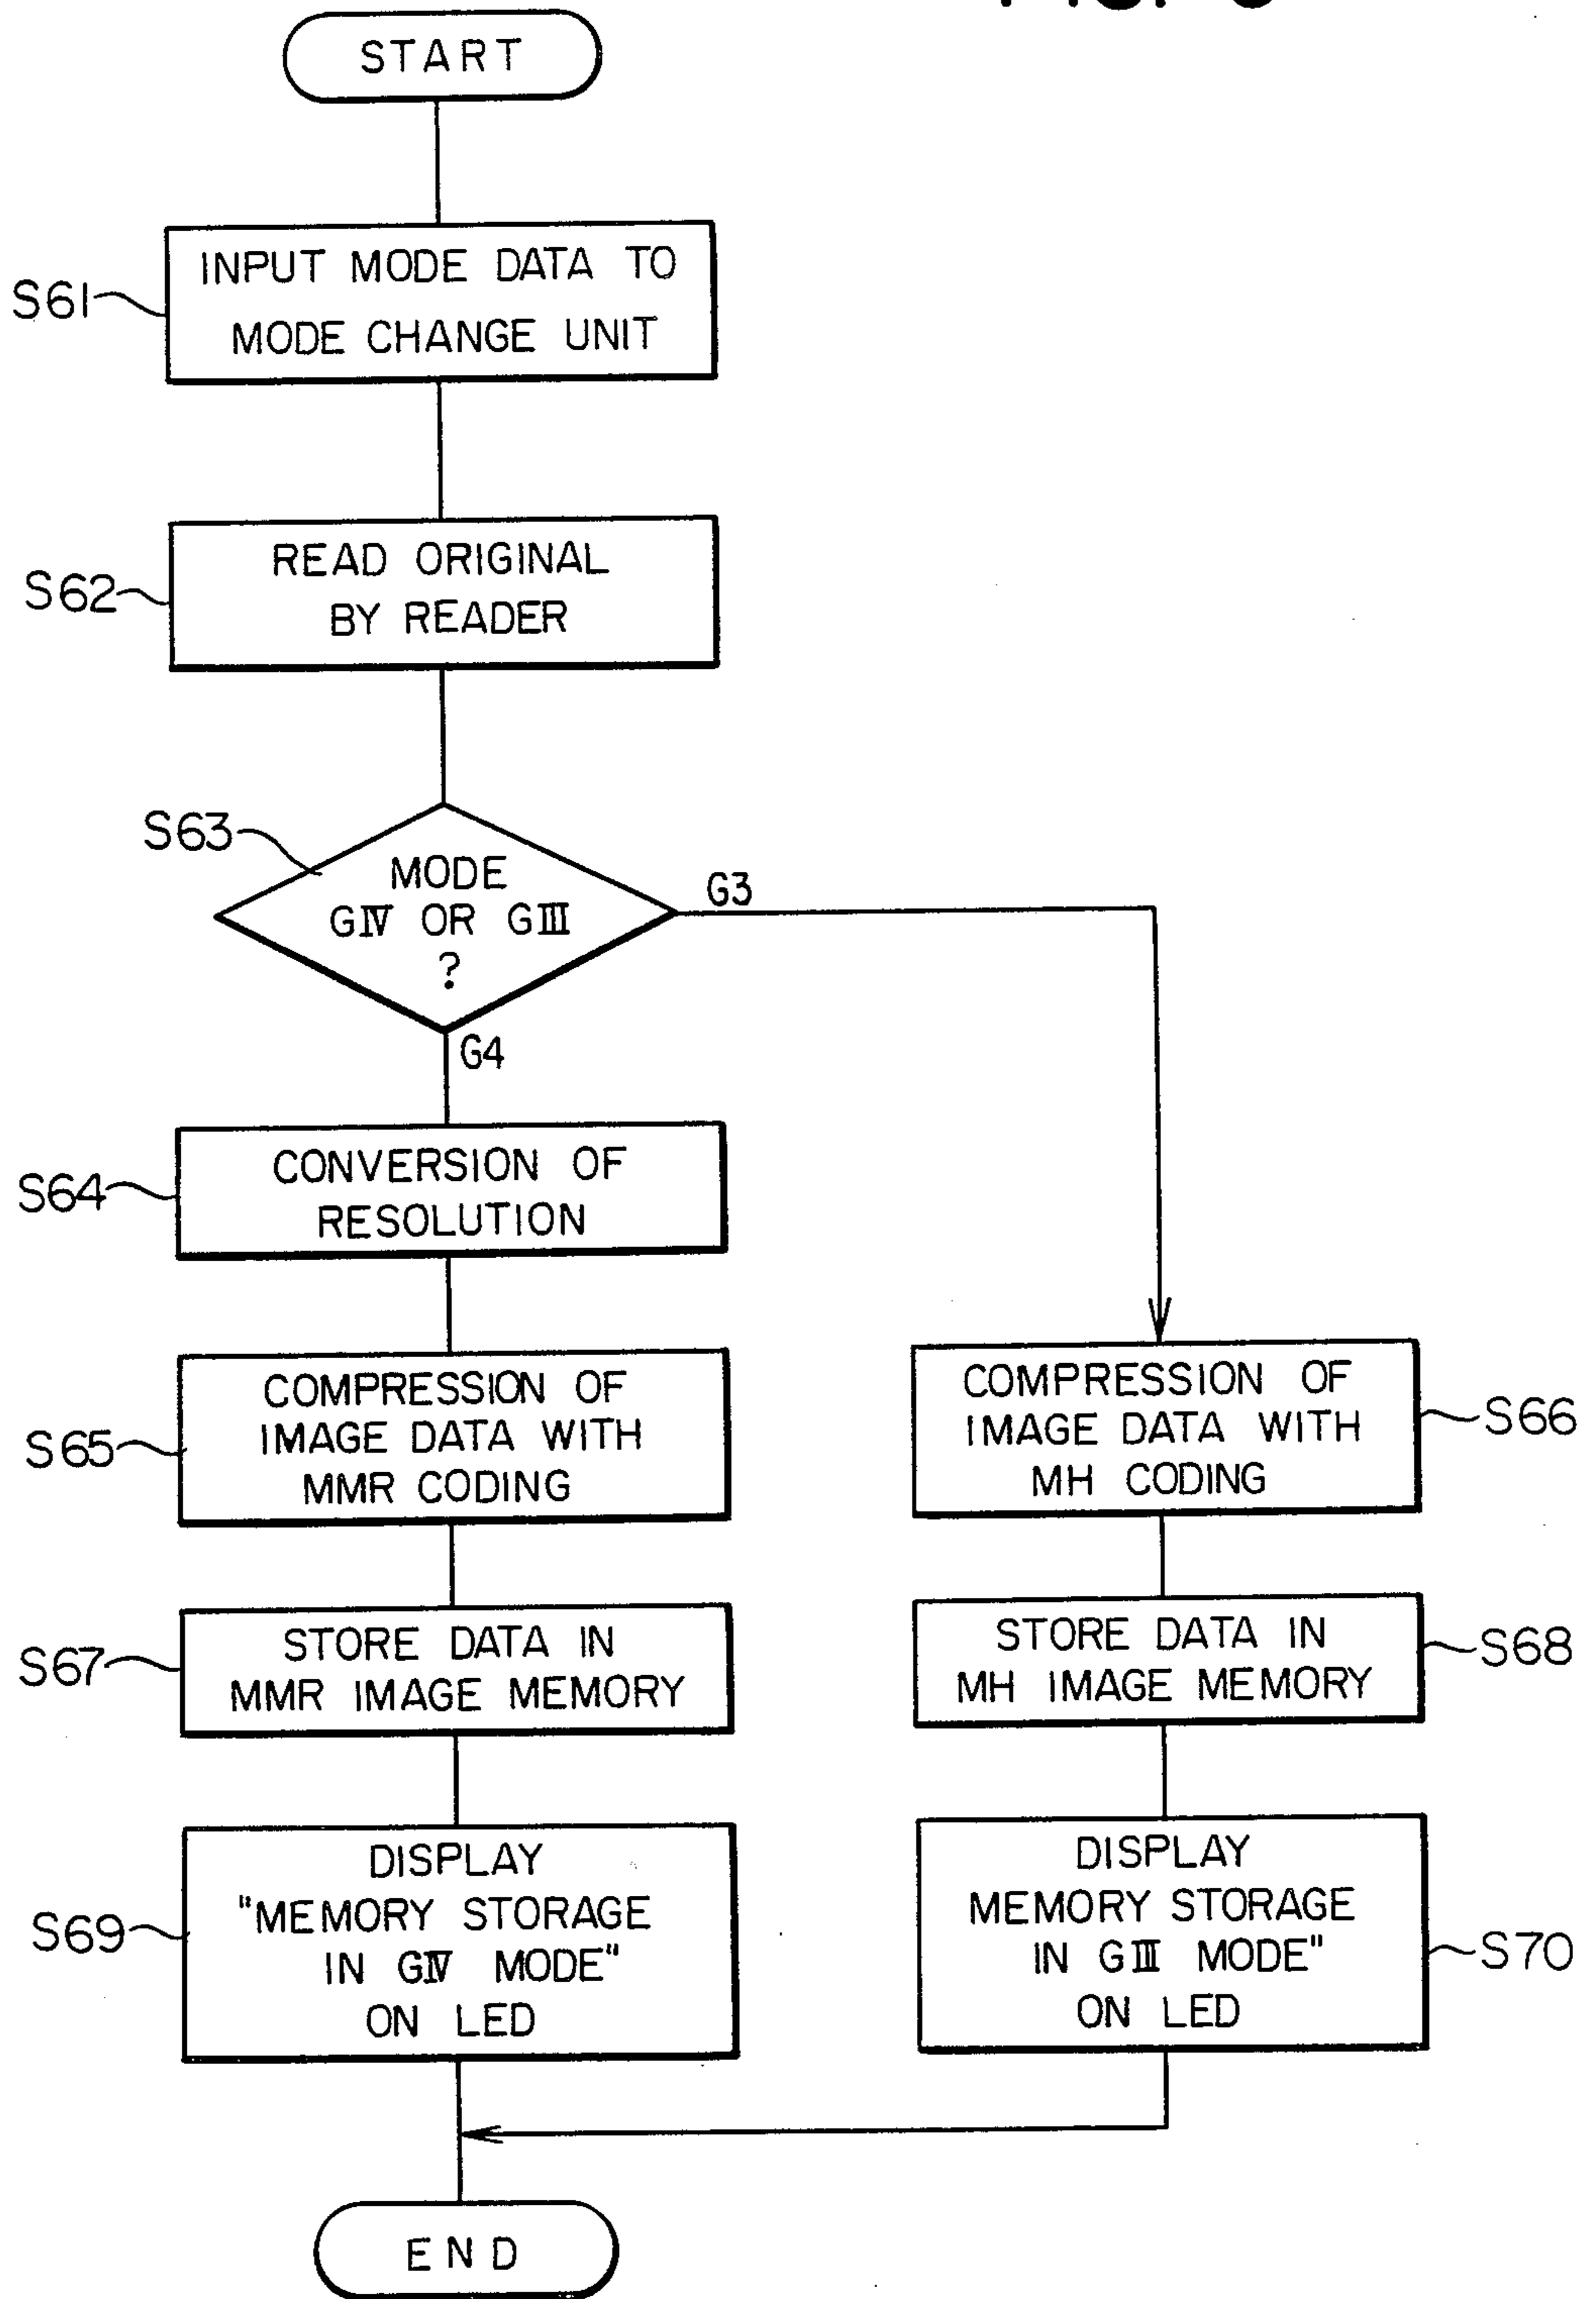 START
S61
INPUT MODE DATA TO
MODE CHANGE UNIT
S62
READ ORIGINAL
BY READER
S63
MODE
GIV OR GIII
?
G3
G4
S64
CONVERSION OF
RESOLUTION
S65
COMPRESSION OF
IMAGE DATA WITH
MMR CODING
COMPRESSION OF
IMAGE DATA WITH
MH CODING
S66
S67
STORE DATA IN
MMR IMAGE MEMORY
STORE DATA IN
MH IMAGE MEMORY
S68
S69
DISPLAY
"MEMORY STORAGE
IN GIV MODE"
ON LED
DISPLAY
MEMORY STORAGE
IN GIII MODE"
ON LED
S70
END